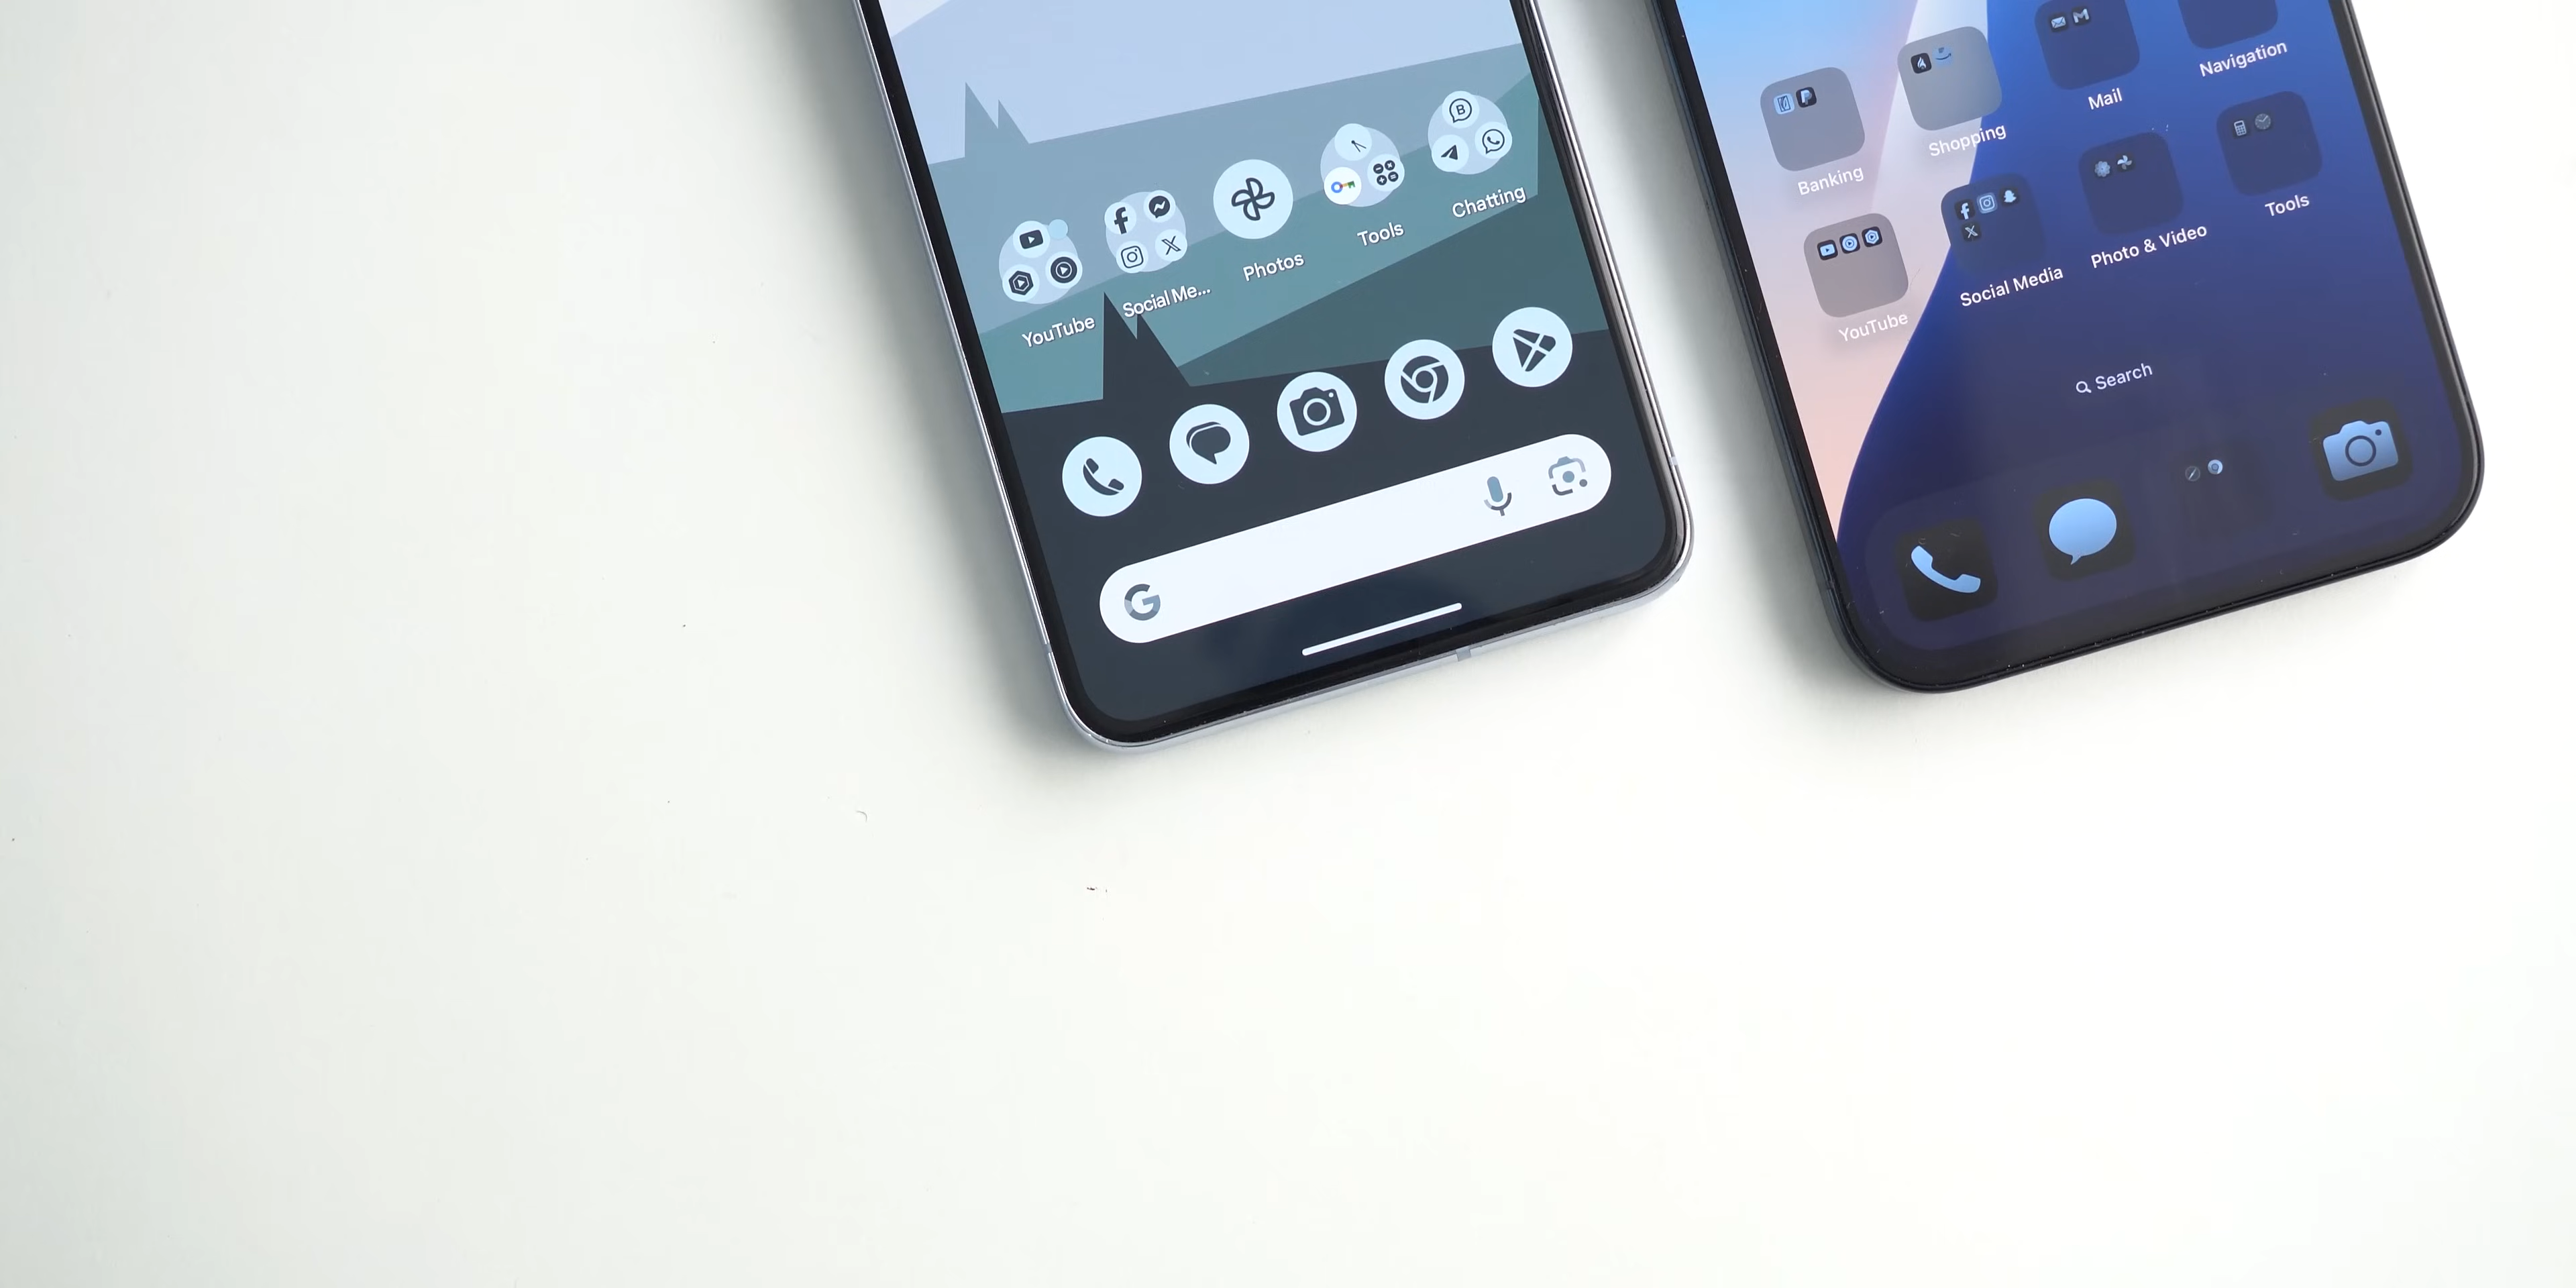 YouTube
Social Me...
Photos
Tools
Chatting
G
Navigation
Mail
Shopping
Banking
Tools
Photo & Video
Social Media
YouTube
Search